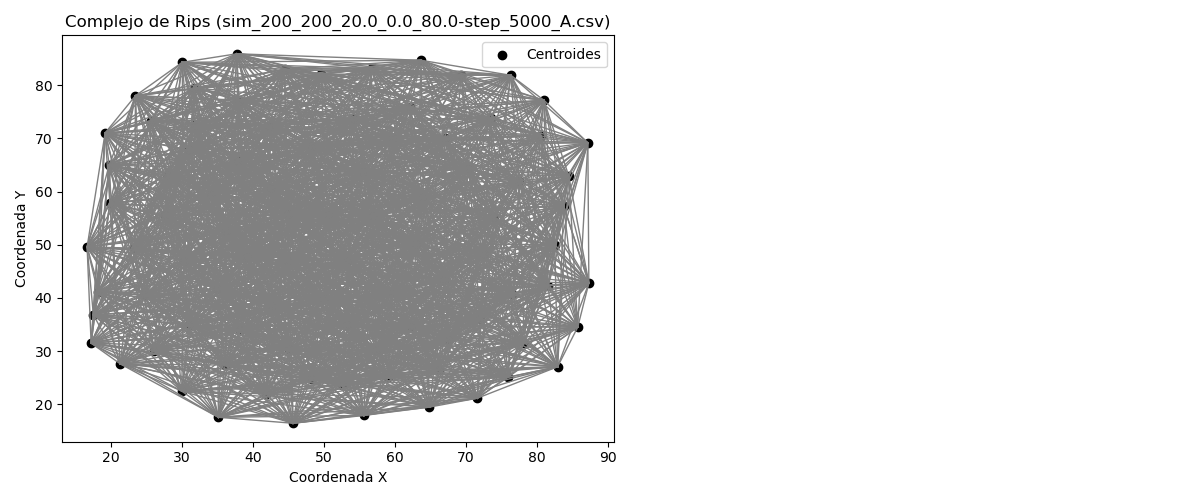 Complejo de Rips (sim_200_200_20.0_0.0_80.0-step_5000_A.csv)
Centroides
80
70
60
50
40
30
20
Coordenada Y
20 30 40 50 60 70 80 90
Coordenada X